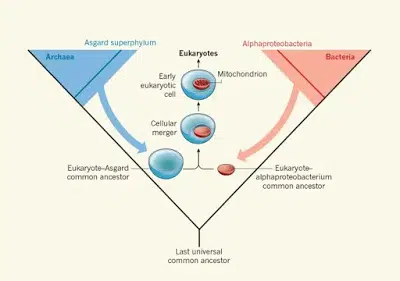 Asgard superphylum
Alphaproteobacteria
Archaea
Eukaryotes
Bacteria
Early
eukaryotic
cell
Mitochondrion
Cellular
merger
Eukaryote–Asgard
common ancestor
Eukaryote–
alphaproteobacterium
common ancestor
Last universal
common ancestor